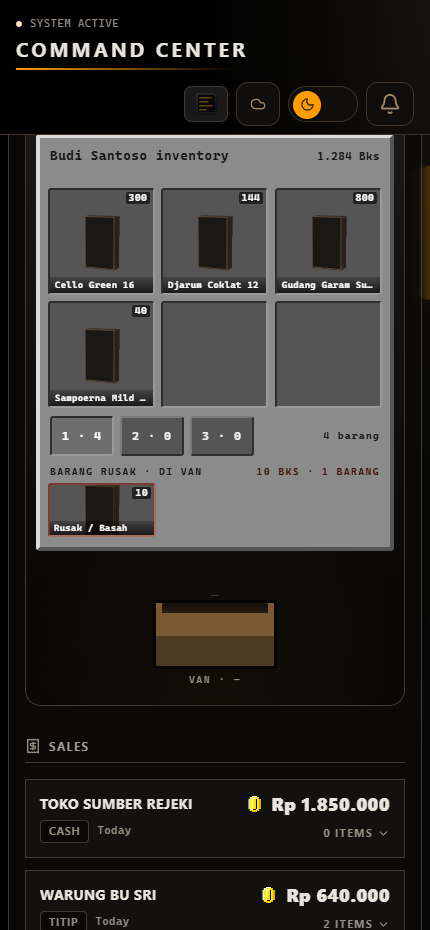 SYSTEM ACTIVE
COMMAND CENTER
Budi Santoso inventory 1.284 Bks
300 144 800
Cello Green 16 Djarum Coklat 12 Gudang Garam Su…
40
Sampoerna Mild …
1 · 4 2 · 0 3 · 0 4 barang
BARANG RUSAK · DI VAN 10 BKS · 1 BARANG
10
Rusak / Basah
—
VAN · —
SALES
TOKO SUMBER REJEKI Rp 1.850.000
CASH Today 0 ITEMS
WARUNG BU SRI Rp 640.000
TITIP Today 2 ITEMS